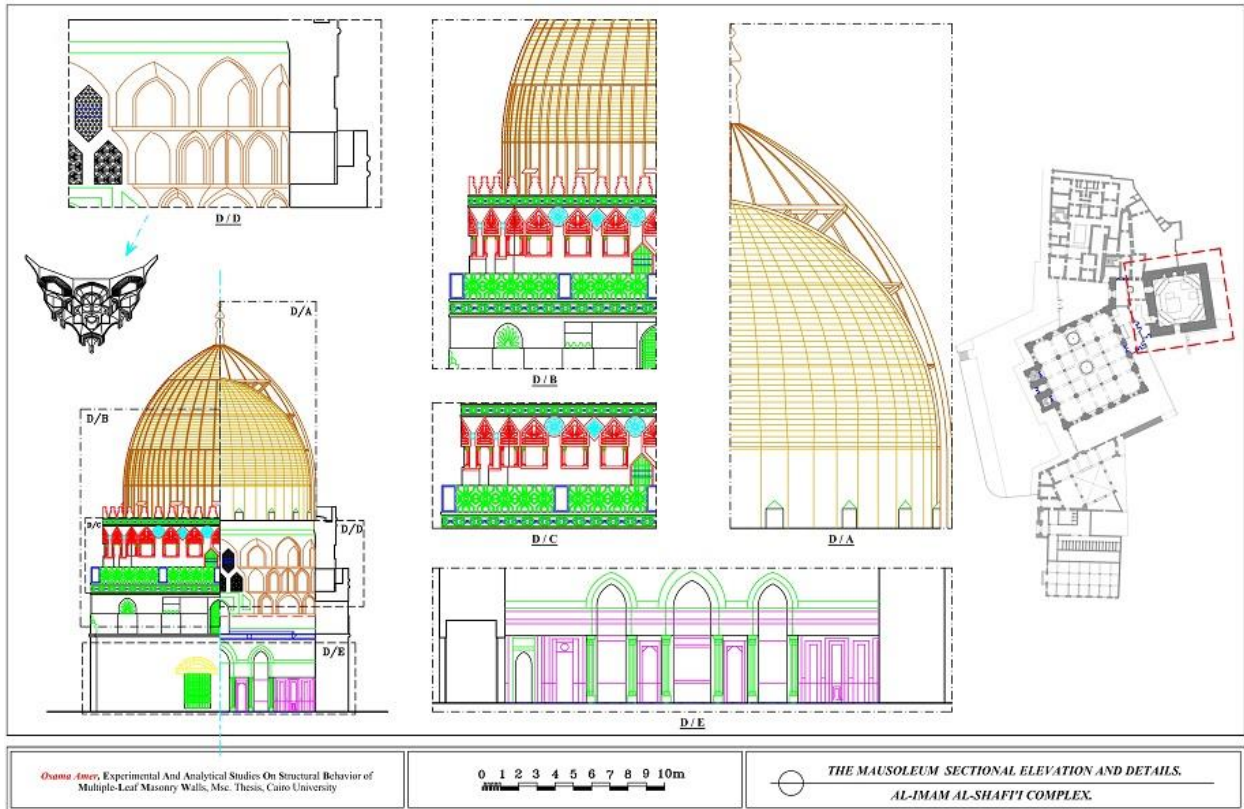 D / D
D/A
D/B
D/C
D/D
D/E
D / B
D / C
D / A
D / E
Osama Amer, Experimental And Analytical Studies On Structural Behavior of
Multiple-Leaf Masonry Walls, Msc. Thesis, Cairo University
0 1 2 3 4 5 6 7 8 9 10m
THE MAUSOLEUM SECTIONAL ELEVATION AND DETAILS.
AL-IMAM AL-SHAFI'I COMPLEX.